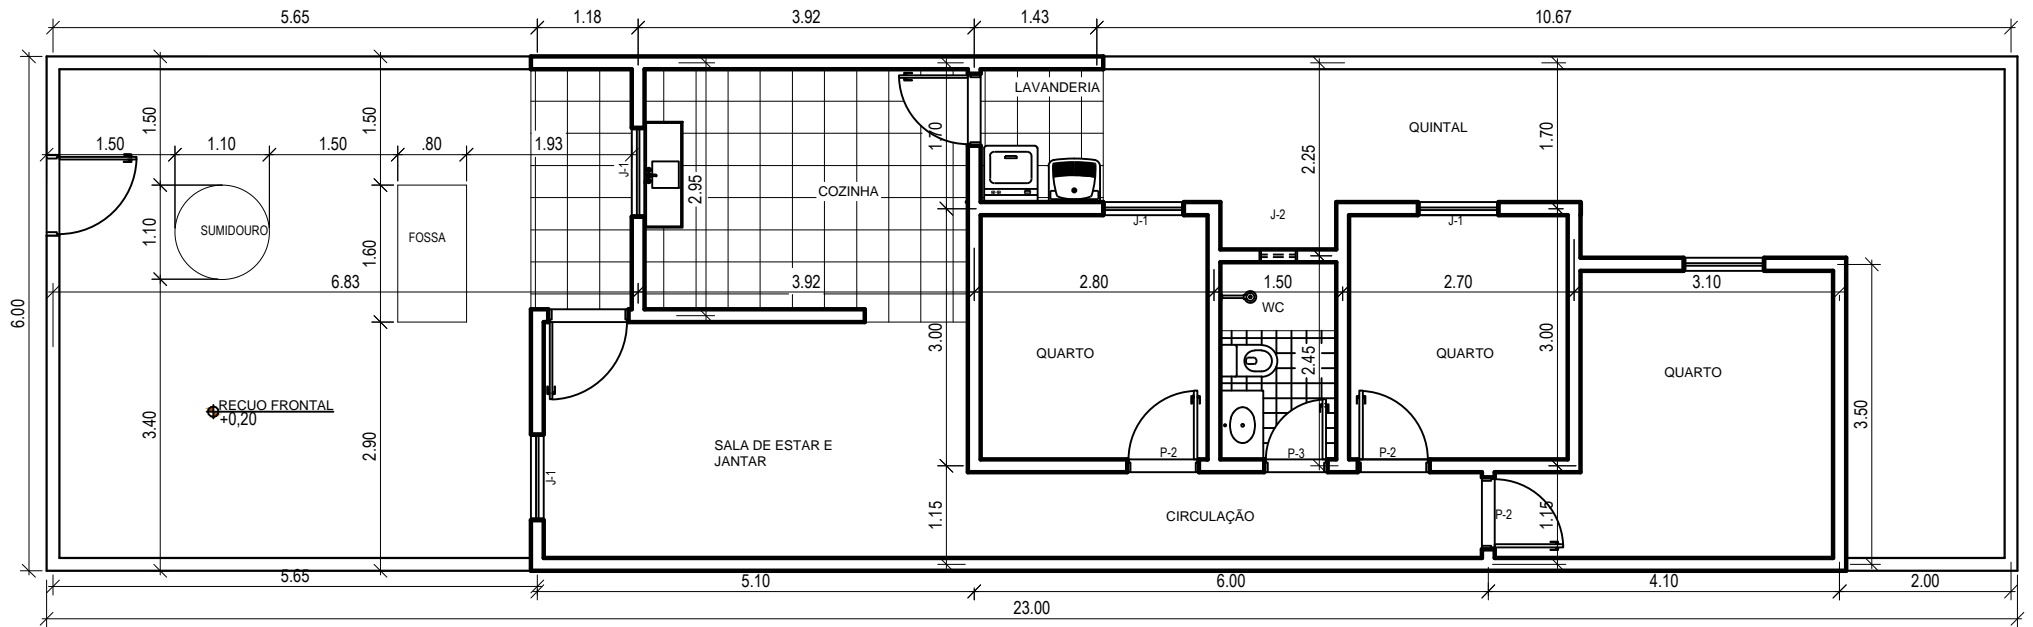 5.65
1.18
3.92
1.43
10.67
LAVANDERIA
QUINTAL
1.50
1.50
1.70
1.70
1.50
1.10
1.50
.80
1.93
J-1
2.25
2.95
COZINHA
J-1
J-2
J-1
SUMIDOURO
FOSSA
1.10
1.60
6.83
3.92
2.80
1.50
2.70
3.10
WC
6.00
3.00
3.00
QUARTO
2.45
QUARTO
QUARTO
RECUO FRONTAL
+0,20
3.40
2.90
3.50
SALA DE ESTAR E
JANTAR
P-2
P-3
P-2
J-1
1.15
CIRCULAÇÃO
P-2
1.15
5.65
5.10
6.00
4.10
2.00
23.00